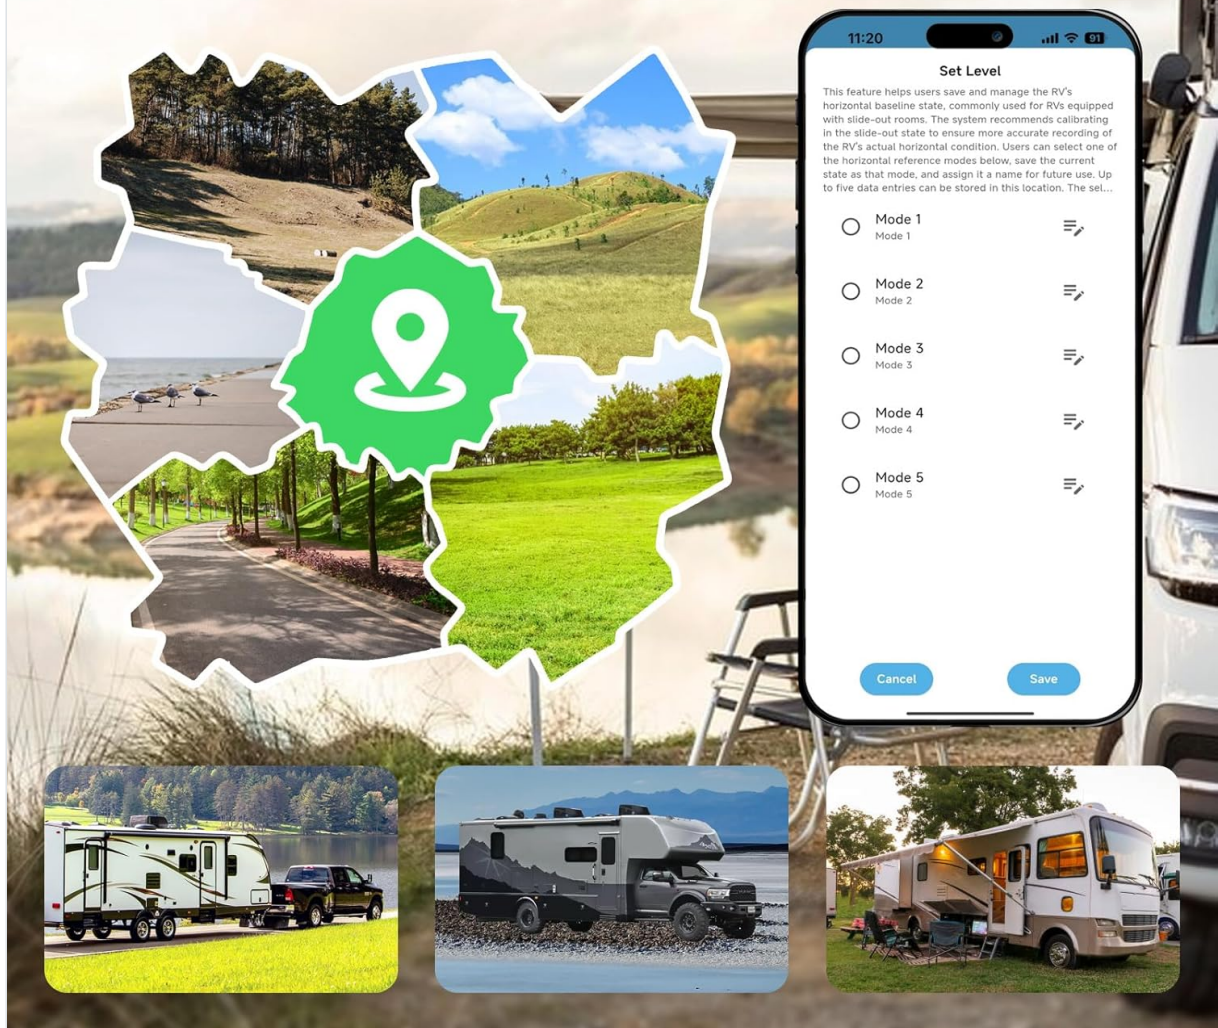 11:20
91
Set Level
This feature helps users save and manage the RV's
horizontal baseline state, commonly used for RVs equipped
with slide-out rooms. The system recommends calibrating
in the slide-out state to ensure more accurate recording of
the RV's actual horizontal condition. Users can select one of
the horizontal reference modes below, save the current
state as that mode, and assign it a name for future use. Up
to five data entries can be stored in this location. The sel...
Mode 1
Mode 1
Mode 2
Mode 2
Mode 3
Mode 3
Mode 4
Mode 4
Mode 5
Mode 5
Cancel
Save